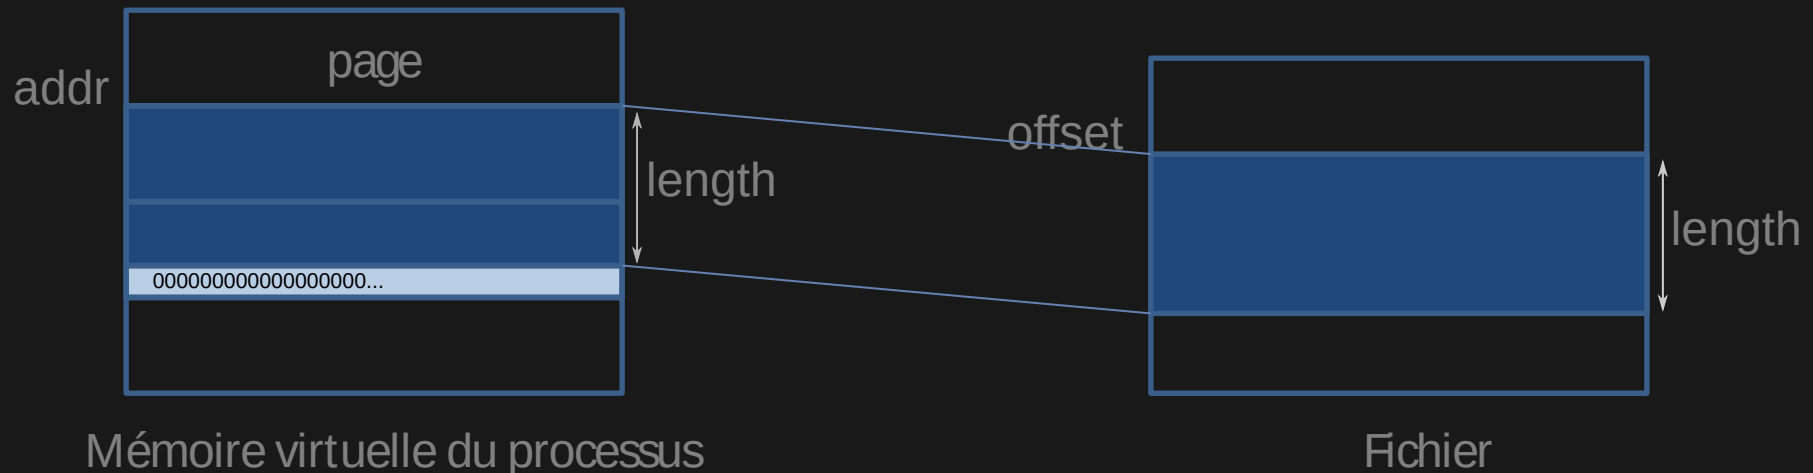 page
addr
offset
length
length
000000000000000000...
Mémoire virtuelle du processus
Fichier